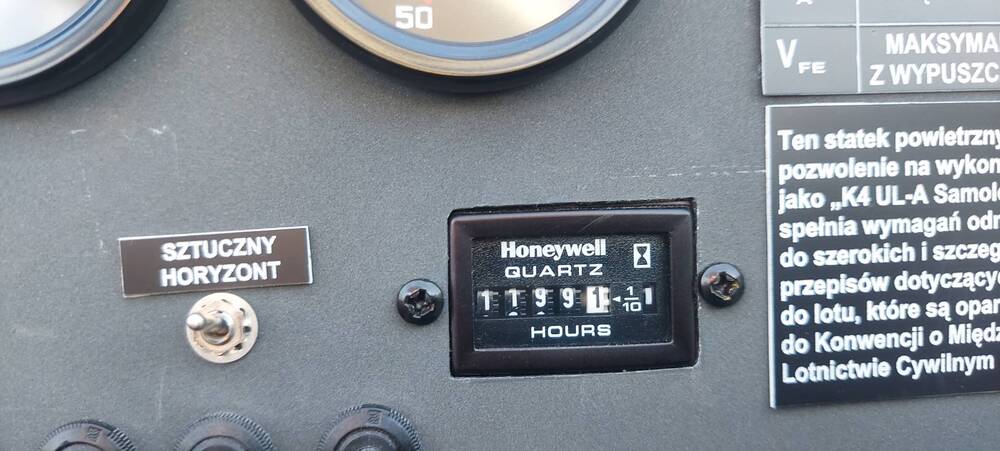 50
V FE
MAKSYMA
Z WYPUSZC
Ten statek powietrzny
pozwolenie na wykon
jako „K4 UL-A Samolo
spełnia wymagań odn
do szerokich i szczeg
przepisów dotyczący
do lotu, które są opar
do Konwencji o Międz
Lotnictwie Cywilnym
SZTUCZNY
HORYZONT
Honeywell
QUARTZ
1 1 9 9 1 1/10
HOURS